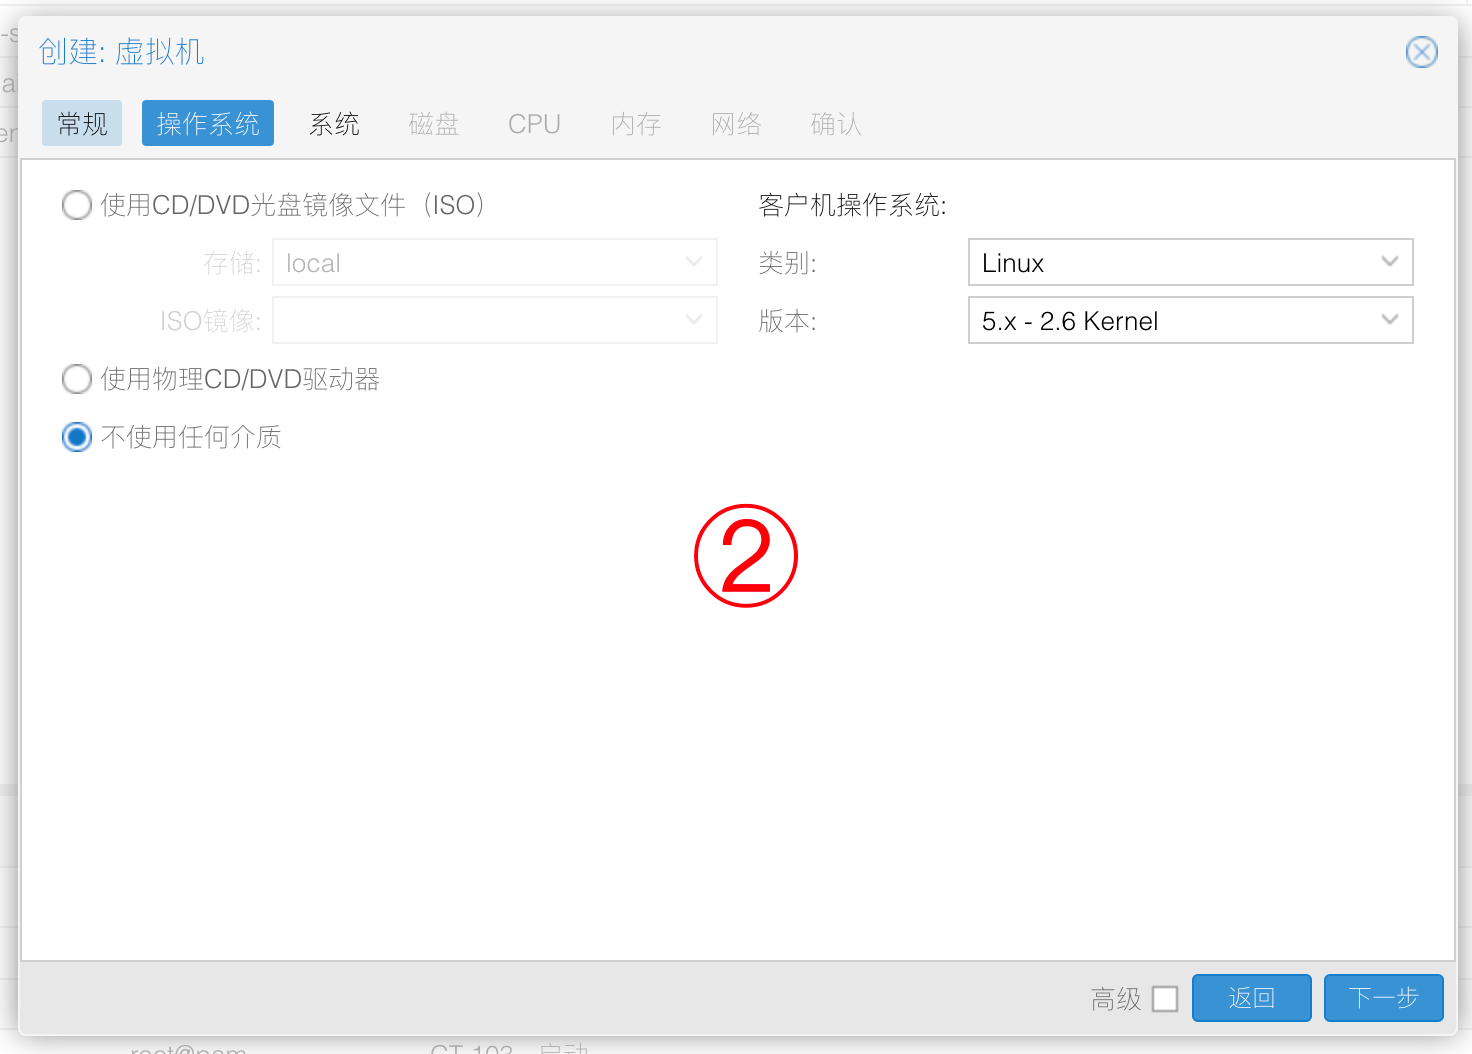 创建: 虚拟机
常规 操作系统 系统 磁盘 CPU 内存 网络 确认
使用CD/DVD光盘镜像文件（ISO） 客户机操作系统:
存储: local 类别: Linux
ISO镜像: 版本: 5.x - 2.6 Kernel
使用物理CD/DVD驱动器
不使用任何介质
②
高级 返回 下一步
root@pam CT 103 - 启动